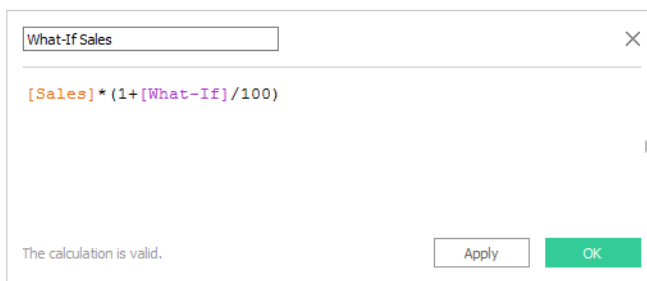 What-If Sales
[Sales]*(1+[What-If]/100)
The calculation is valid.
Apply
OK